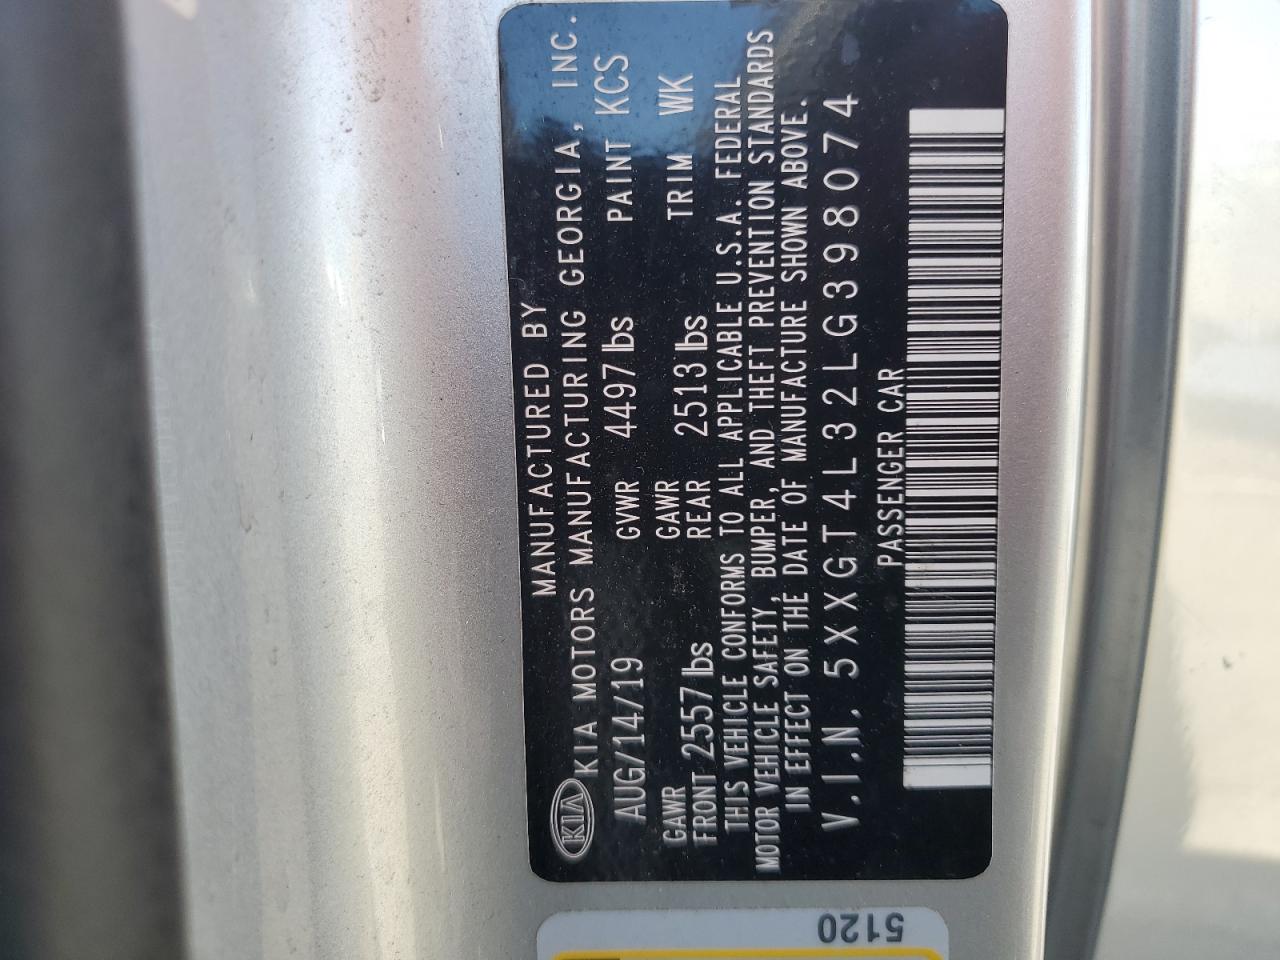 MANUFACTURED BY
KIA KIA MOTORS MANUFACTURING GEORGIA, INC.
AUG/14/19 GVWR 4497 lbs PAINT KCS
GAWR FRONT 2557 lbs GAWR REAR 2513 lbs TRIM WK
THIS VEHICLE CONFORMS TO ALL APPLICABLE U.S.A. FEDERAL
MOTOR VEHICLE SAFETY, BUMPER, AND THEFT PREVENTION STANDARDS
IN EFFECT ON THE DATE OF MANUFACTURE SHOWN ABOVE.
V.I.N. 5XXGT4L32LG398074
PASSENGER CAR
5120